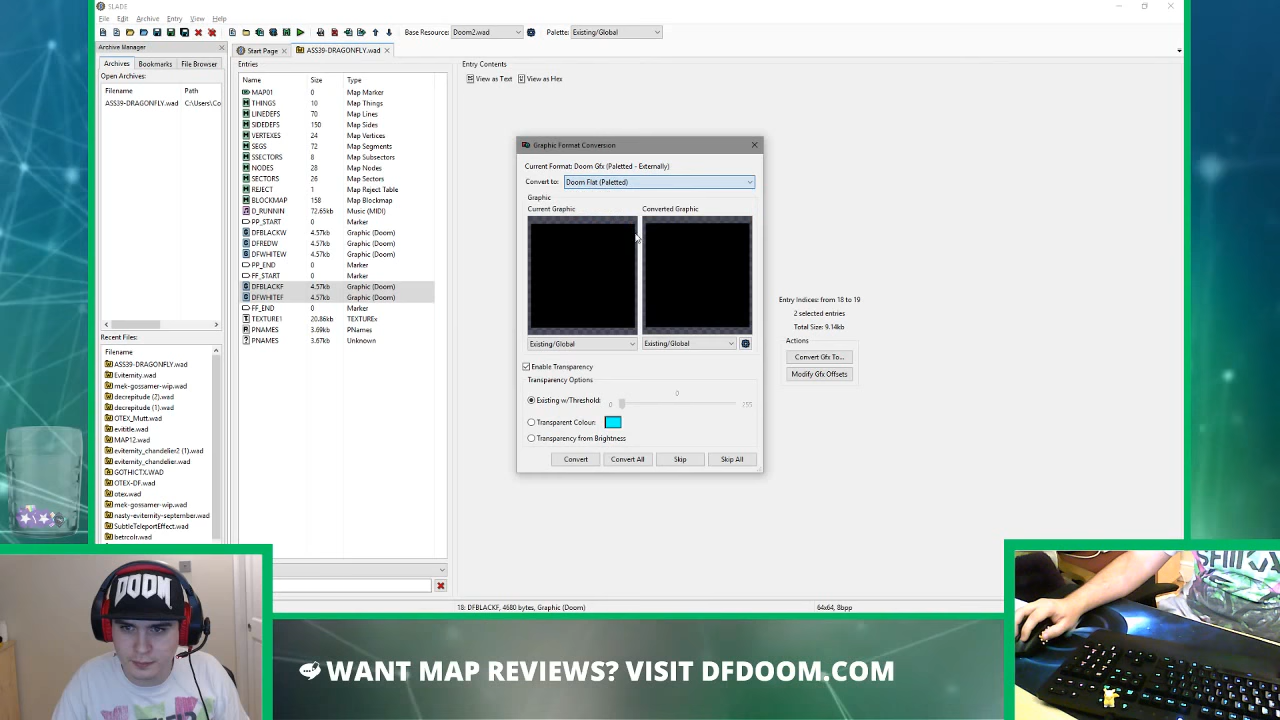 SLADE
File Edit Archive Entry View Help
Base Resource: Doom2.wad Palette: Existing/Global
Archive Manager
Start Page ASS39-DRAGONFLY.wad
Archives Bookmarks File Browser
Open Archives:
Filename Path
ASS39-DRAGONFLY.wad C:\Users\Co
Recent Files:
Filename
ASS39-DRAGONFLY.wad
Eviternity.wad
mek-gossamer-wip.wad
decrepitude (2).wad
decrepitude (1).wad
OTEX_Mutt.wad
evititle.wad
MAP12.wad
eviternity_chandelier2 (1).wad
eviternity_chandelier.wad
GOTHICTX.WAD
OTEX-DF.wad
otex.wad
mek-gossamer-wip.wad
nasty-eviternity-september.wad
SubtleTeleportEffect.wad
betrcolr.wad
Entries
Name Size Type
MAP01 0 Map Marker
THINGS 10 Map Things
LINEDEFS 70 Map Lines
SIDEDEFS 150 Map Sides
VERTEXES 24 Map Vertices
SEGS 72 Map Segments
SSECTORS 8 Map Subsectors
NODES 28 Map Nodes
SECTORS 26 Map Sectors
REJECT 1 Map Reject Table
BLOCKMAP 158 Map Blockmap
D_RUNNIN 72.65kb Music (MIDI)
PP_START 0 Marker
DFBLACKW 4.57kb Graphic (Doom)
DFREDW 4.57kb Graphic (Doom)
DFWHITEW 4.57kb Graphic (Doom)
PP_END 0 Marker
FF_START 0 Marker
DFBLACKF 4.57kb Graphic (Doom)
DFWHITEF 4.57kb Graphic (Doom)
FF_END 0 Marker
TEXTURE1 20.86kb TEXTUREx
PNAMES 3.69kb PNames
PNAMES 3.67kb Unknown
Entry Contents
View as Text View as Hex
Graphic Format Conversion
Current Format: Doom Gfx (Paletted - Externally)
Convert to: Doom Flat (Paletted)
Graphic
Current Graphic Converted Graphic
Existing/Global Existing/Global
Enable Transparency
Transparency Options
0
Existing w/Threshold: 0 255
Transparent Colour:
Transparency from Brightness
Convert Convert All Skip Skip All
Entry Indices: from 18 to 19
2 selected entries
Total Size: 9.14kb
Actions
Convert Gfx To...
Modify Gfx Offsets
18: DFBLACKF, 4680 bytes, Graphic (Doom) 64x64, 8bpp
DOOM
WANT MAP REVIEWS? VISIT DFDOOM.COM